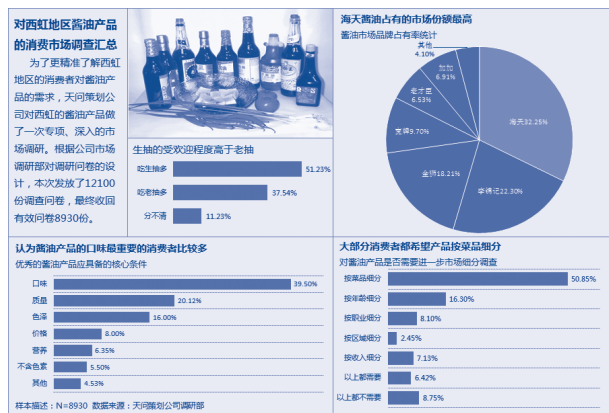 对西虹地区酱油产品
的消费市场调查汇总
为了更精准了解西虹
地区的消费者对酱油产
品的需求，天问策划公
司对西虹的酱油产品做
了一次专项、深入的市
场调研。根据公司市场
调研部对调研问卷的设
计，本次发放了12100
份调查问卷，最终收回
有效问卷8930份。
生抽的受欢迎程度高于老抽
吃生抽多 51.23%
吃老抽多 37.54%
分不清 11.23%
海天酱油占有的市场份额最高
酱油市场品牌占有率统计
其他
4.10%
加加
6.91%
老才臣
6.53%
宽牌9.70%
金狮18.21%
李锦记22.30%
海天32.25%
认为酱油产品的口味最重要的消费者比较多
优秀的酱油产品应具备的核心条件
口味 39.50%
质量 20.12%
色泽 16.00%
价格 8.00%
营养 6.35%
不含色素 5.50%
其他 4.53%
样本描述：N=8930 数据来源：天问策划公司调研部
大部分消费者都希望产品按菜品细分
对酱油产品是否需要进一步市场细分调查
按菜品细分 50.85%
按年龄细分 16.30%
按职业细分 8.10%
按区域细分 2.45%
按收入细分 7.13%
以上都需要 6.42%
以上都不需要 8.75%